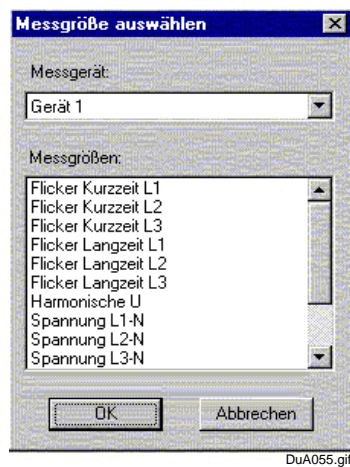 Messgröße auswählen
Messgerät:
Gerät 1
Messgrößen:
Flicker Kurzzeit L1
Flicker Kurzzeit L2
Flicker Kurzzeit L3
Flicker Langzeit L1
Flicker Langzeit L2
Flicker Langzeit L3
Harmonische U
Spannung L1-N
Spannung L2-N
Spannung L3-N
OK Abbrechen
DuA055.gif